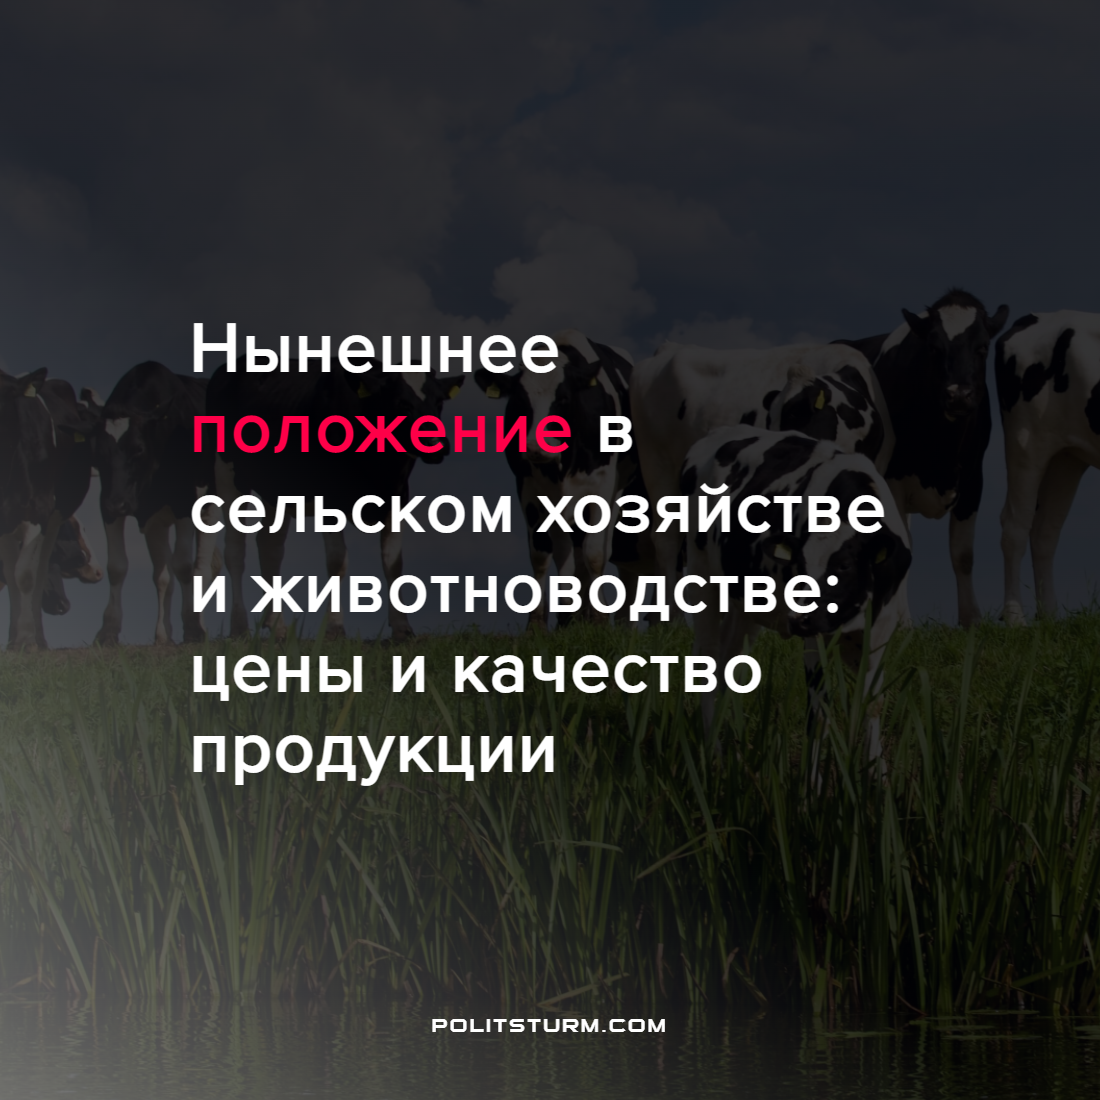 Нынешнее
положение в
сельском хозяйстве
и животноводстве:
цены и качество
продукции
POLITSTURM.COM